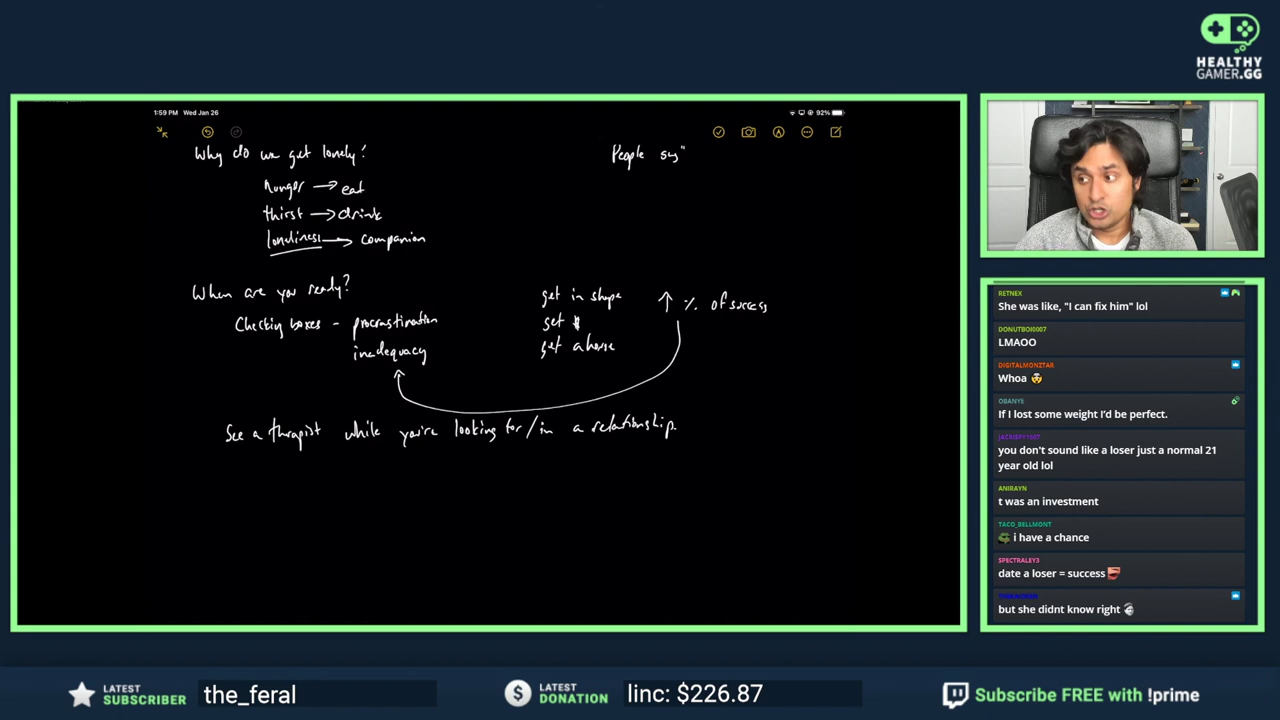 HEALTHY
GAMER.GG
1:59 PM Wed Jan 26
92%
Why do we get lonely?
People say"
hunger → eat
thirst → drink
loneliness → companion
When are you ready?
Checking boxes - procrastination
inadequacy
get in shape
get $
get a house
↑ % of success
See a therapist while you're looking for/in a relationship.
RETNEX
She was like, "I can fix him" lol
DONUTBOI0007
LMAOO
DIGITALMONZTAR
Whoa 🤯
OBANYE
If I lost some weight I'd be perfect.
you don't sound like a loser just a normal 21
year old lol
ANIRAYN
t was an investment
TACO_BELLMONT
i have a chance
SPECTRALEY3
date a loser = success
but she didnt know right
LATEST
SUBSCRIBER
the_feral
LATEST
DONATION
linc: $226.87
Subscribe FREE with !prime